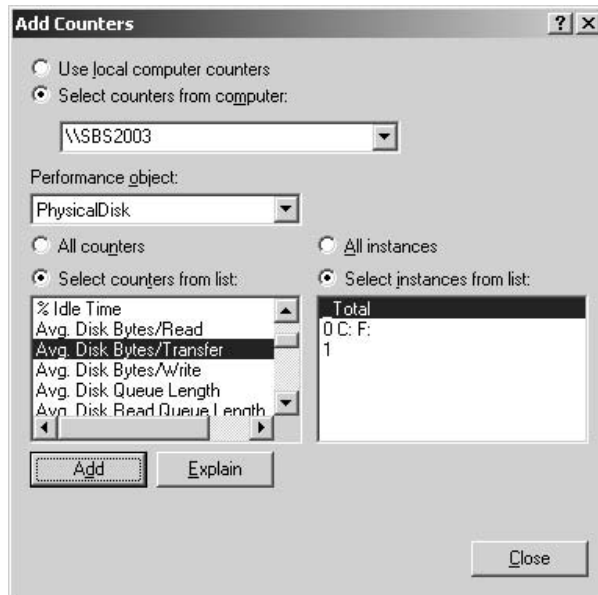 Add Counters
Use local computer counters
Select counters from computer:
\\SBS2003
Performance object:
PhysicalDisk
All counters
All instances
Select counters from list:
Select instances from list:
% Idle Time
Avg. Disk Bytes/Read
Avg. Disk Bytes/Transfer
Avg. Disk Bytes/Write
Avg. Disk Queue Length
Avg. Disk Read Queue Length
_Total
0 C: F:
1
Add
Explain
Close